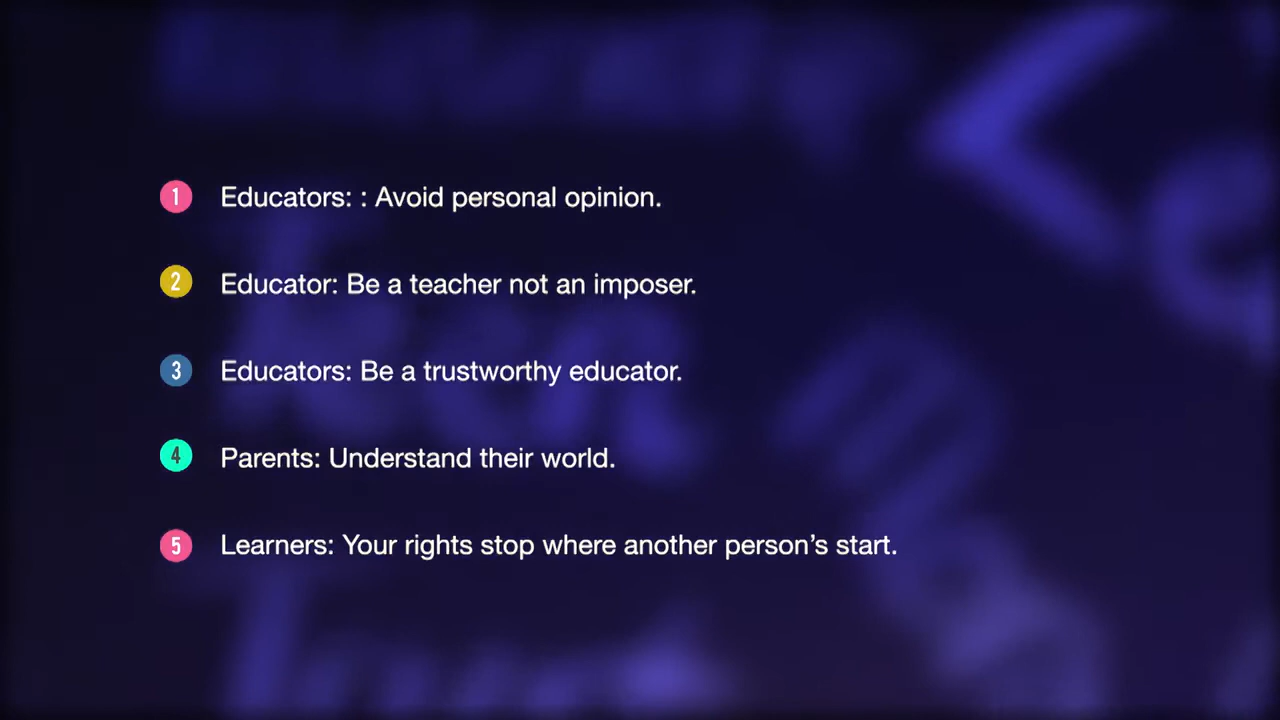 1 Educators: : Avoid personal opinion.
2 Educator: Be a teacher not an imposer.
3 Educators: Be a trustworthy educator.
4 Parents: Understand their world.
5 Learners: Your rights stop where another person’s start.